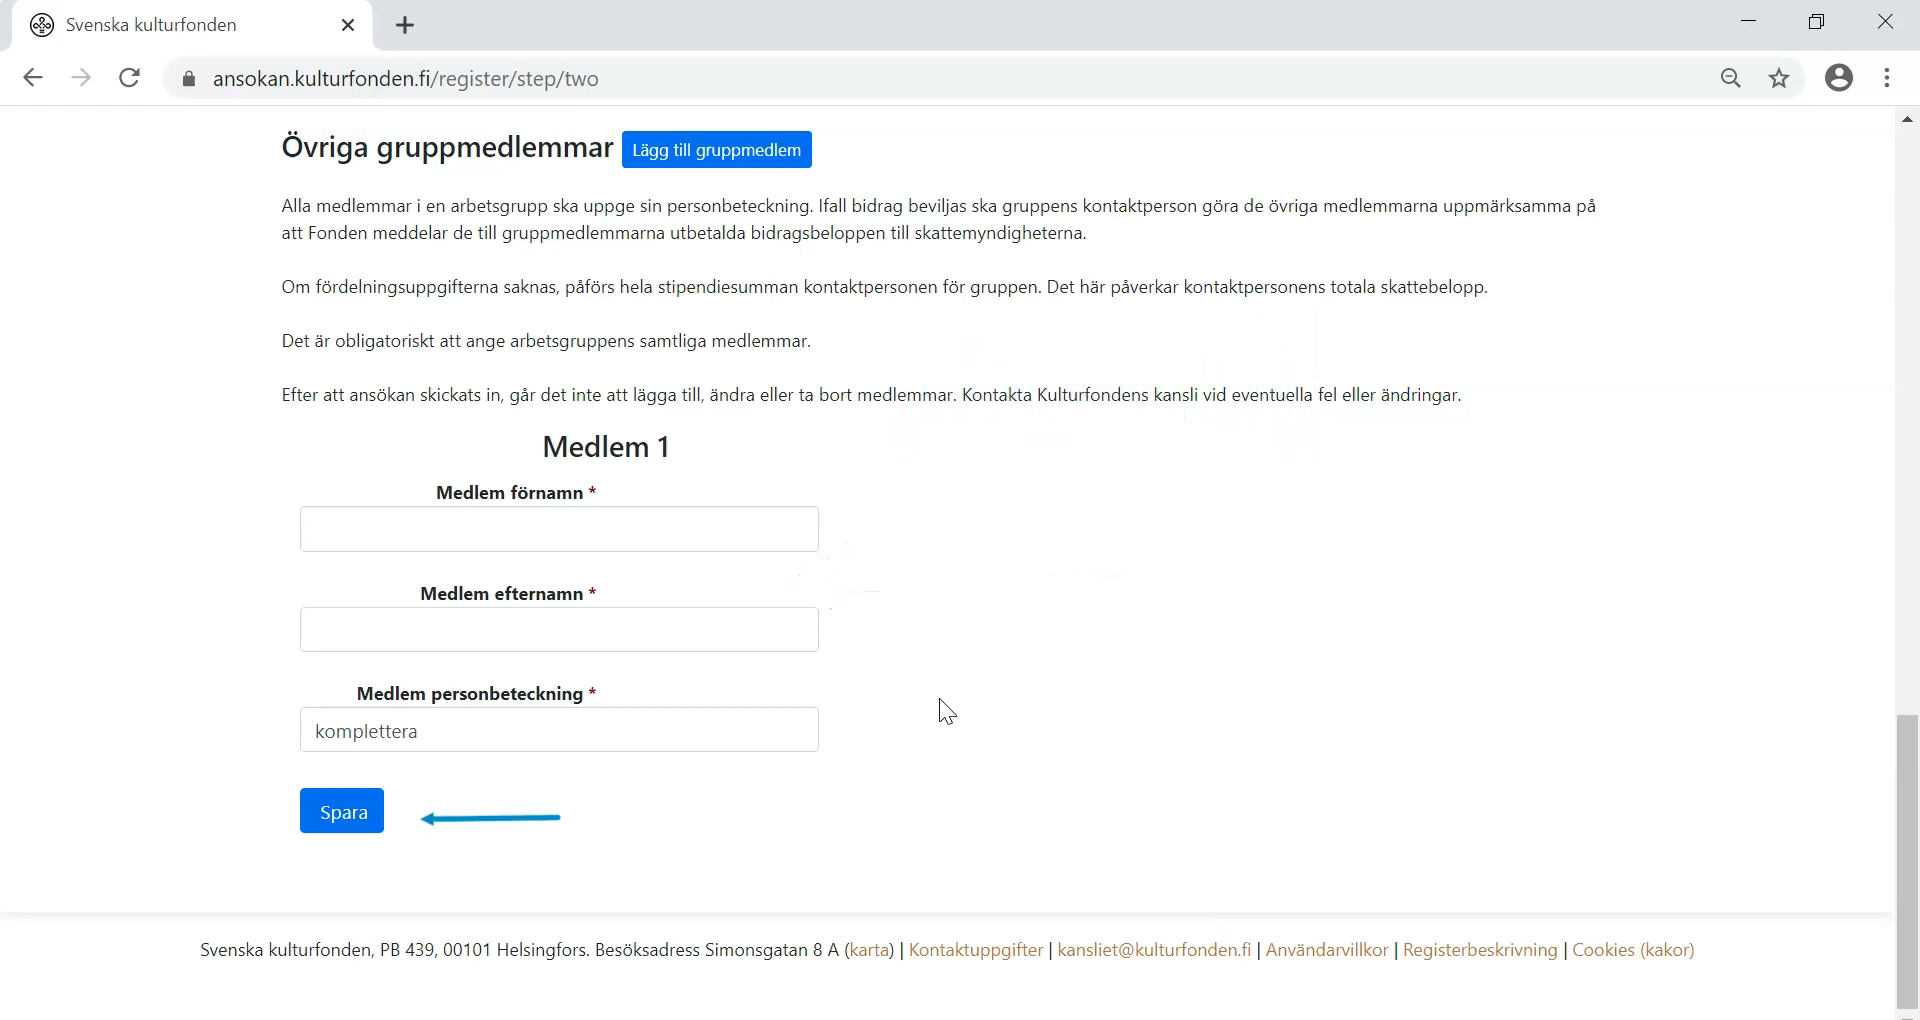 Svenska kulturfonden
ansokan.kulturfonden.fi/register/step/two
Övriga gruppmedlemmar Lägg till gruppmedlem
Alla medlemmar i en arbetsgrupp ska uppge sin personbeteckning. Ifall bidrag beviljas ska gruppens kontaktperson göra de övriga medlemmarna uppmärksamma på
att Fonden meddelar de till gruppmedlemmarna utbetalda bidragsbeloppen till skattemyndigheterna.
Om fördelningsuppgifterna saknas, påförs hela stipendiesumman kontaktpersonen för gruppen. Det här påverkar kontaktpersonens totala skattebelopp.
Det är obligatoriskt att ange arbetsgruppens samtliga medlemmar.
Efter att ansökan skickats in, går det inte att lägga till, ändra eller ta bort medlemmar. Kontakta Kulturfondens kansli vid eventuella fel eller ändringar.
Medlem 1
Medlem förnamn *
Medlem efternamn *
Medlem personbeteckning *
komplettera
Spara
Svenska kulturfonden, PB 439, 00101 Helsingfors. Besöksadress Simonsgatan 8 A (karta) | Kontaktuppgifter | kansliet@kulturfonden.fi | Användarvillkor | Registerbeskrivning | Cookies (kakor)